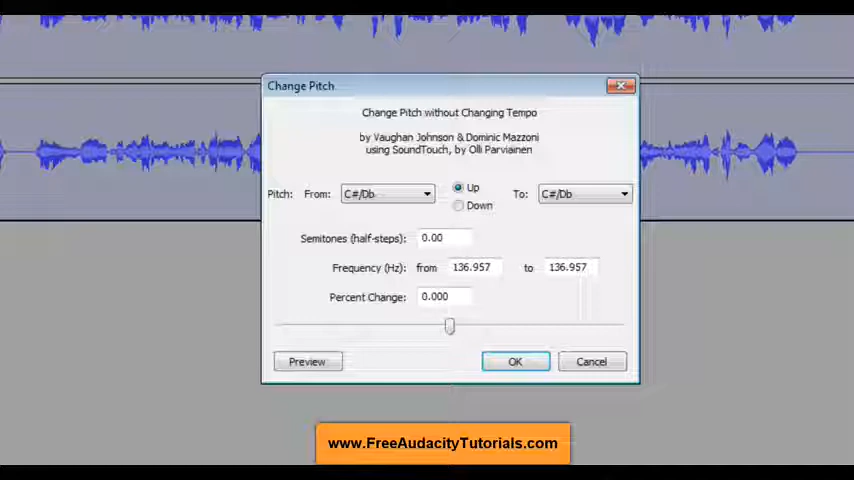 Change Pitch
Change Pitch without Changing Tempo
by Vaughan Johnson & Dominic Mazzoni
using SoundTouch, by Olli Parviainen
Pitch: From: C#/Db Up To: C#/Db
Down
Semitones (half-steps): 0.00
Frequency (Hz): from 136.957 to 136.957
Percent Change: 0.000
Preview OK Cancel
www.FreeAudacityTutorials.com